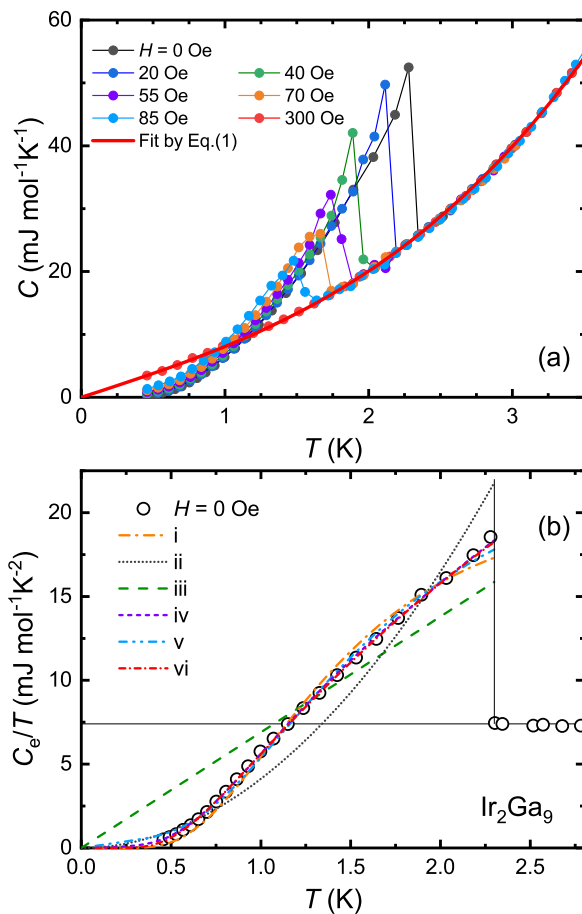 60
40
20
0
C (mJ mol⁻¹K⁻¹)
H = 0 Oe
20 Oe
40 Oe
55 Oe
70 Oe
85 Oe
300 Oe
Fit by Eq.(1)
(a)
0
1
2
3
T (K)
20
15
10
5
0
Cₑ/T (mJ mol⁻¹K⁻²)
H = 0 Oe
i
ii
iii
iv
v
vi
(b)
Ir₂Ga₉
0.0
0.5
1.0
1.5
2.0
2.5
T (K)